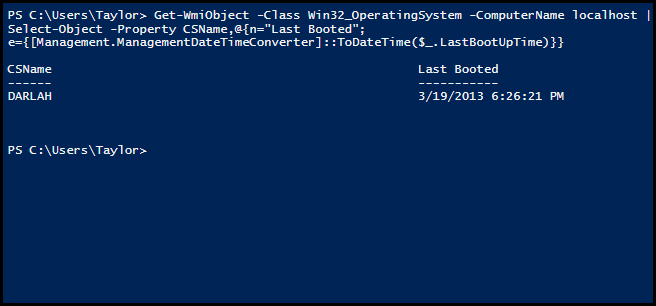 PS C:\Users\Taylor> Get-WmiObject -Class Win32_OperatingSystem -ComputerName localhost |
Select-Object -Property CSName,@{n="Last Booted";
e={[Management.ManagementDateTimeConverter]::ToDateTime($_.LastBootUpTime)}}
CSName Last Booted
------ -----------
DARLAH 3/19/2013 6:26:21 PM
PS C:\Users\Taylor>